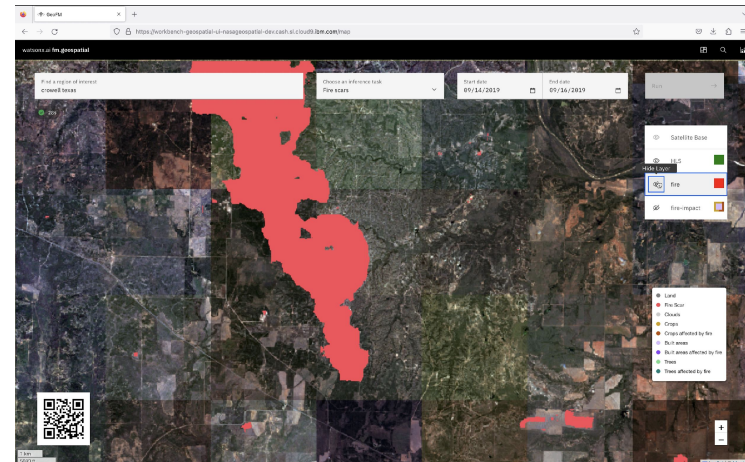 GeoFM
https://workbench-geospatial-ui-nasageospatial-dev.cash.sl.cloud9.ibm.com/map
watsonx.ai fm.geospatial
Find a region of interest
crowell texas
Choose an inference task
Fire scars
Start date
09/14/2019
End date
09/16/2019
Run
Satellite Base
HLS
Hide Layer
fire
fire-impact
Land
Fire Scar
Clouds
Crops
Crops affected by fire
Built areas
Built areas affected by fire
Trees
Trees affected by fire
1 km